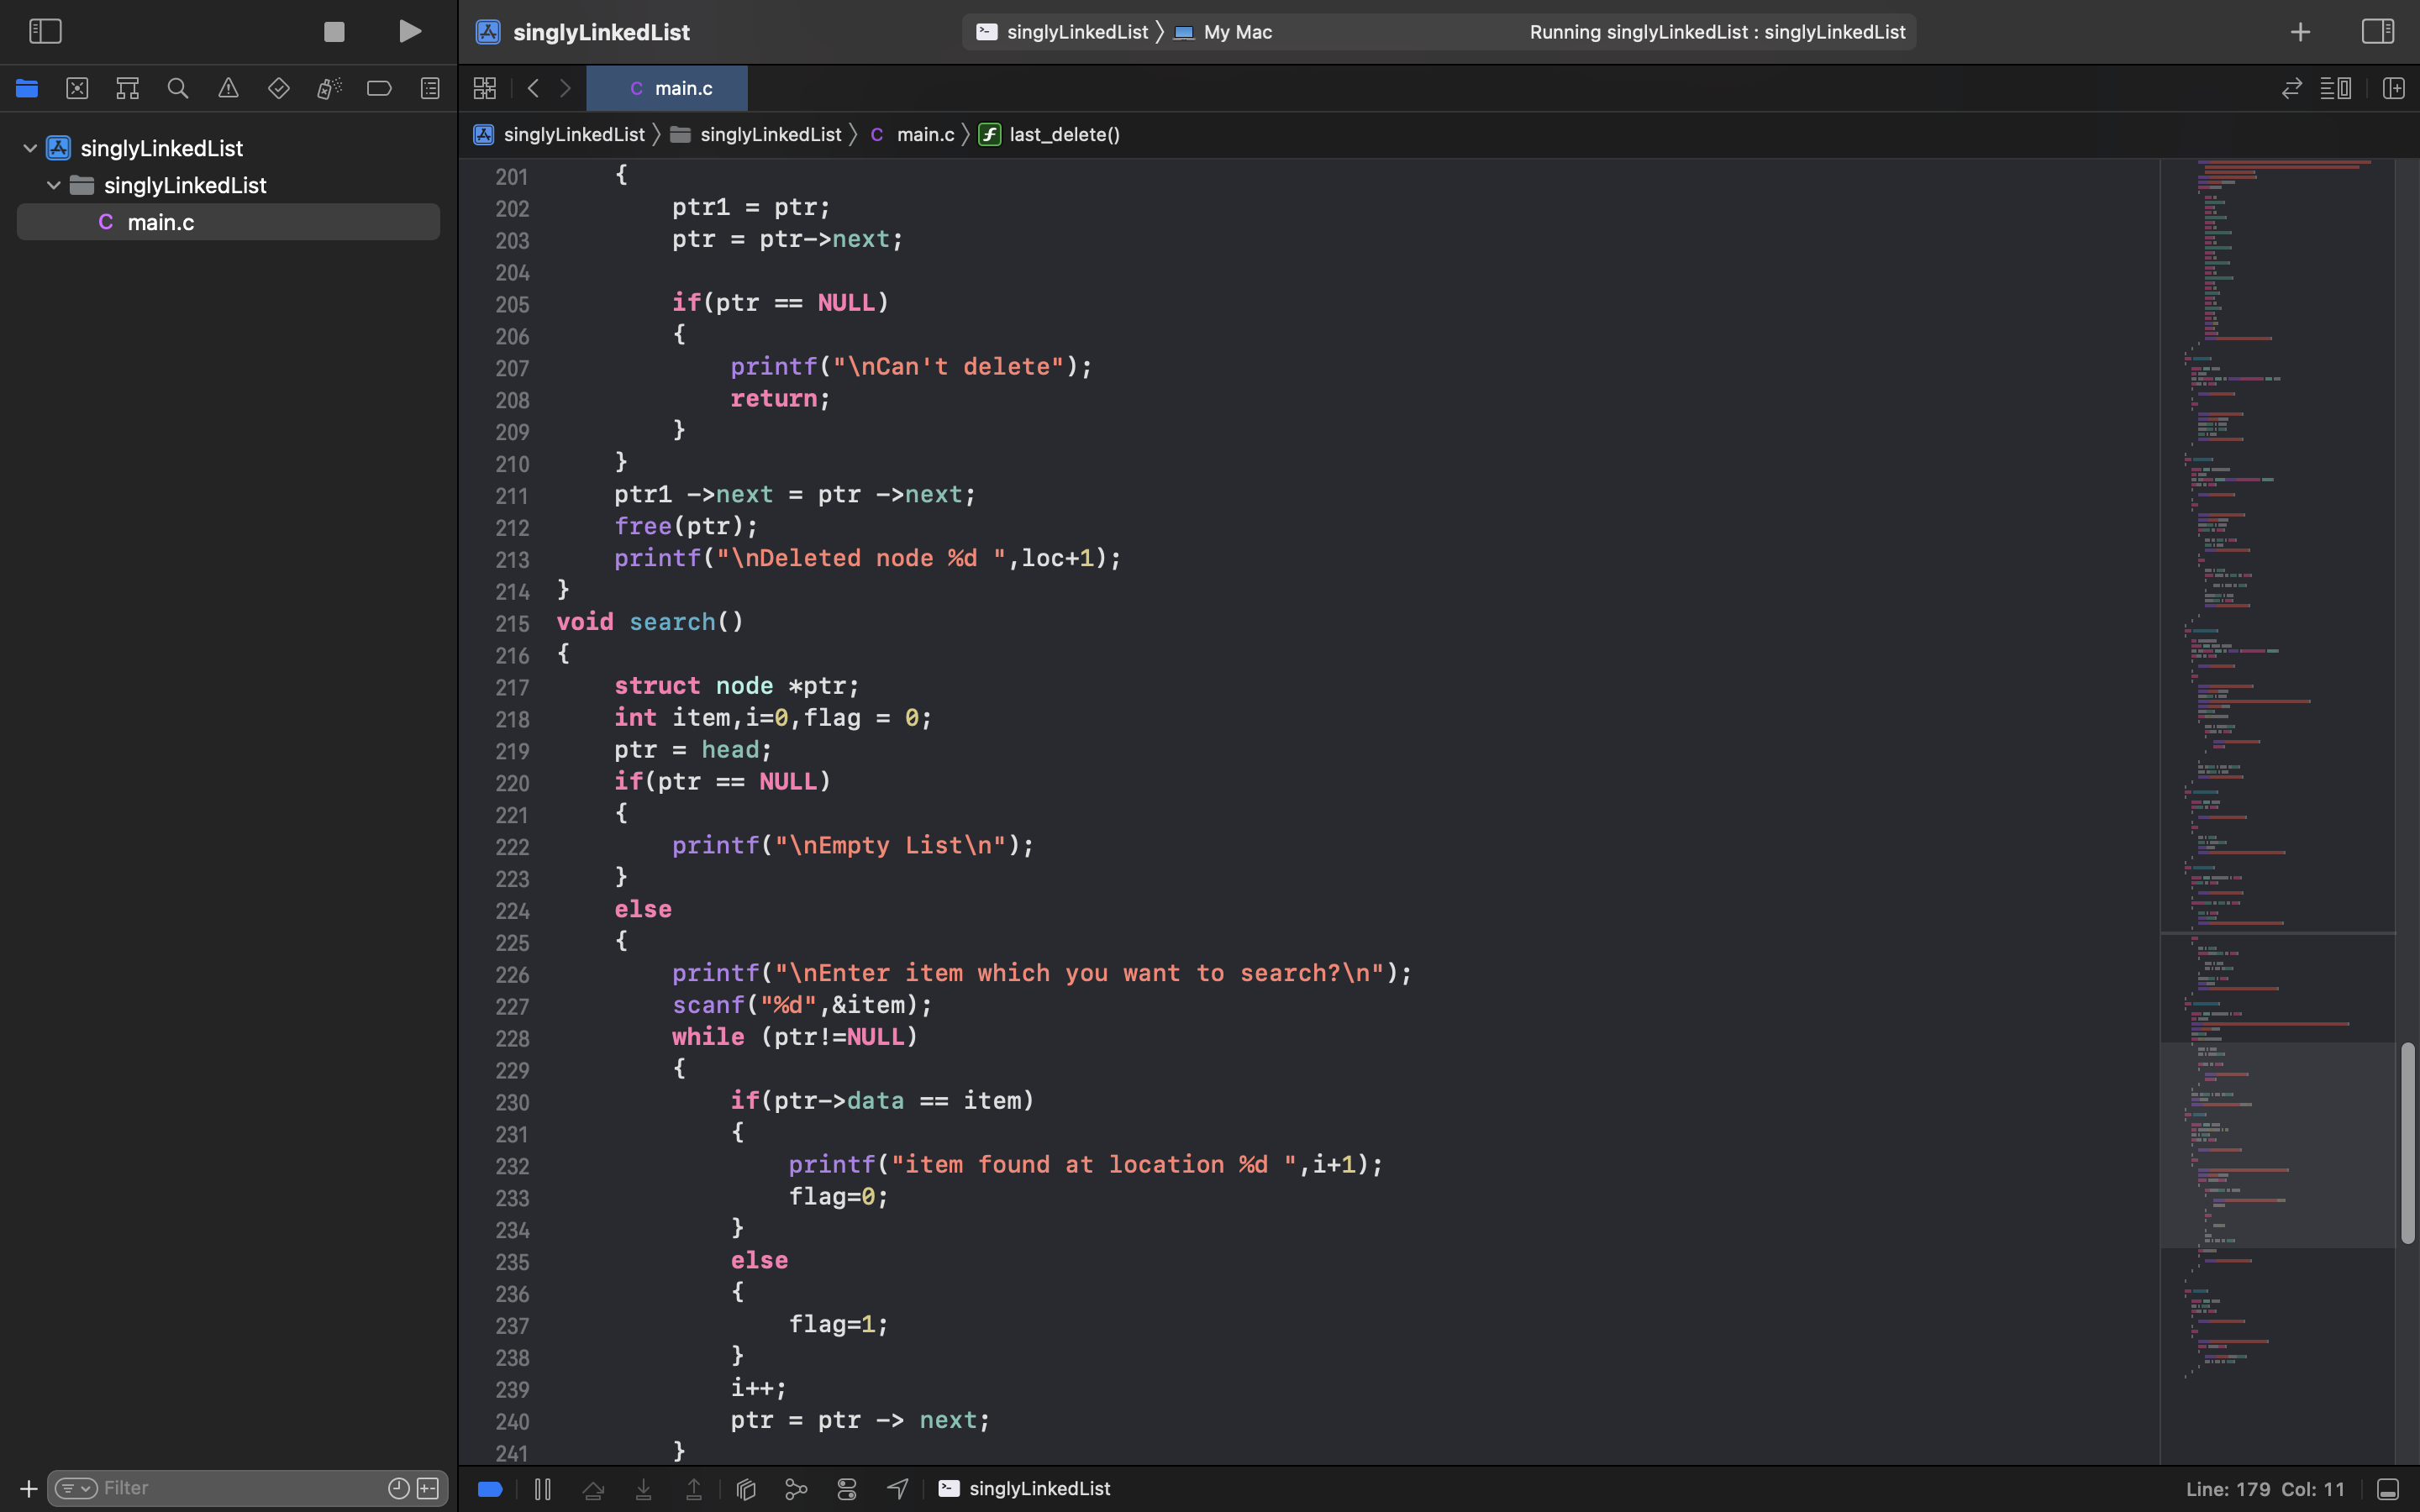 singlyLinkedList
singlyLinkedList
My Mac
Running singlyLinkedList : singlyLinkedList
C main.c
singlyLinkedList
singlyLinkedList
C main.c
last_delete()
singlyLinkedList
singlyLinkedList
C main.c
201 {
202 ptr1 = ptr;
203 ptr = ptr->next;
204
205 if(ptr == NULL)
206 {
207 printf("\nCan't delete");
208 return;
209 }
210 }
211 ptr1 ->next = ptr ->next;
212 free(ptr);
213 printf("\nDeleted node %d ",loc+1);
214 }
215 void search()
216 {
217 struct node *ptr;
218 int item,i=0,flag = 0;
219 ptr = head;
220 if(ptr == NULL)
221 {
222 printf("\nEmpty List\n");
223 }
224 else
225 {
226 printf("\nEnter item which you want to search?\n");
227 scanf("%d",&item);
228 while (ptr!=NULL)
229 {
230 if(ptr->data == item)
231 {
232 printf("item found at location %d ",i+1);
233 flag=0;
234 }
235 else
236 {
237 flag=1;
238 }
239 i++;
240 ptr = ptr -> next;
241 }
Filter
singlyLinkedList
Line: 179 Col: 11